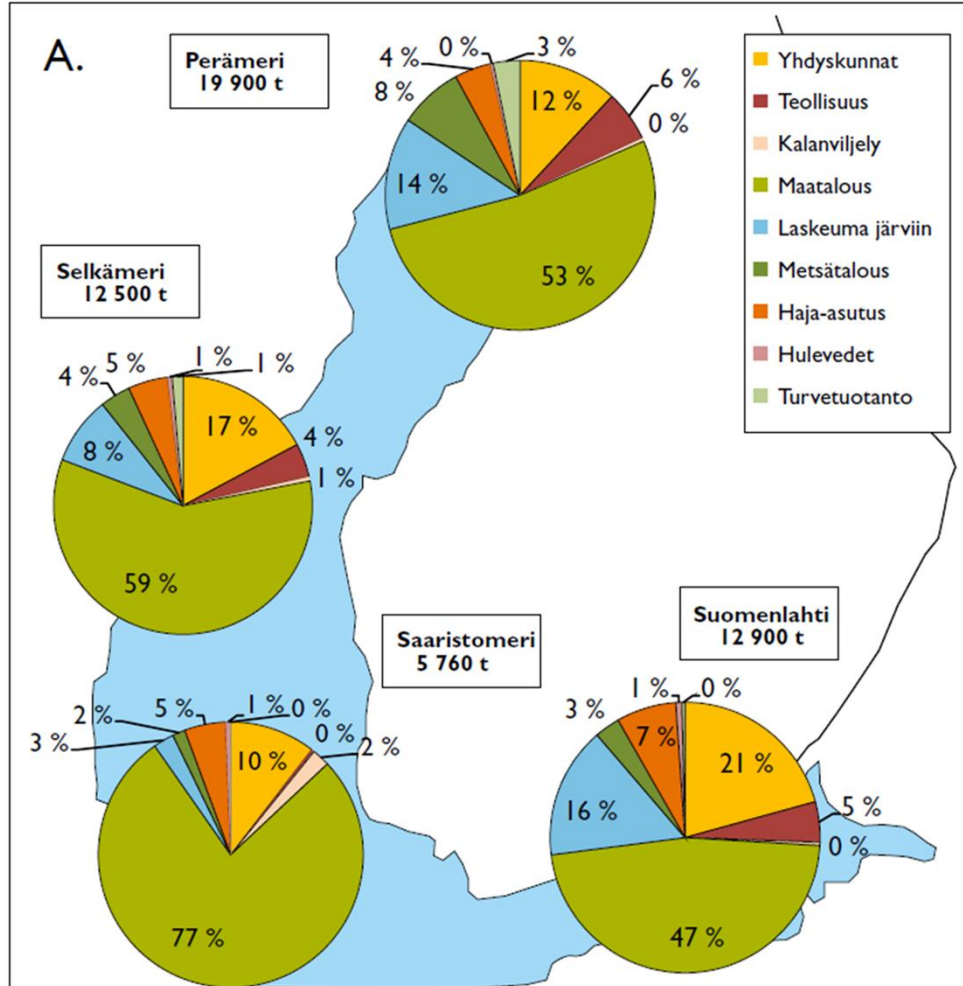 A.
Perämeri
19 900 t
4 %
0 %
3 %
8 %
12 %
6 %
0 %
14 %
53 %
Yhdyskunnat
Teollisuus
Kalanviljely
Maatalous
Laskeuma järviin
Metsätalous
Haja-asutus
Hulevedet
Turvetuotanto
Selkämeri
12 500 t
4 %
5 %
1 %
1 %
17 %
4 %
8 %
1 %
59 %
Saaristomeri
5 760 t
3 %
2 %
5 %
1 %
0 %
0 %
2 %
10 %
77 %
Suomenlahti
12 900 t
3 %
1 %
0 %
7 %
21 %
16 %
5 %
0 %
47 %